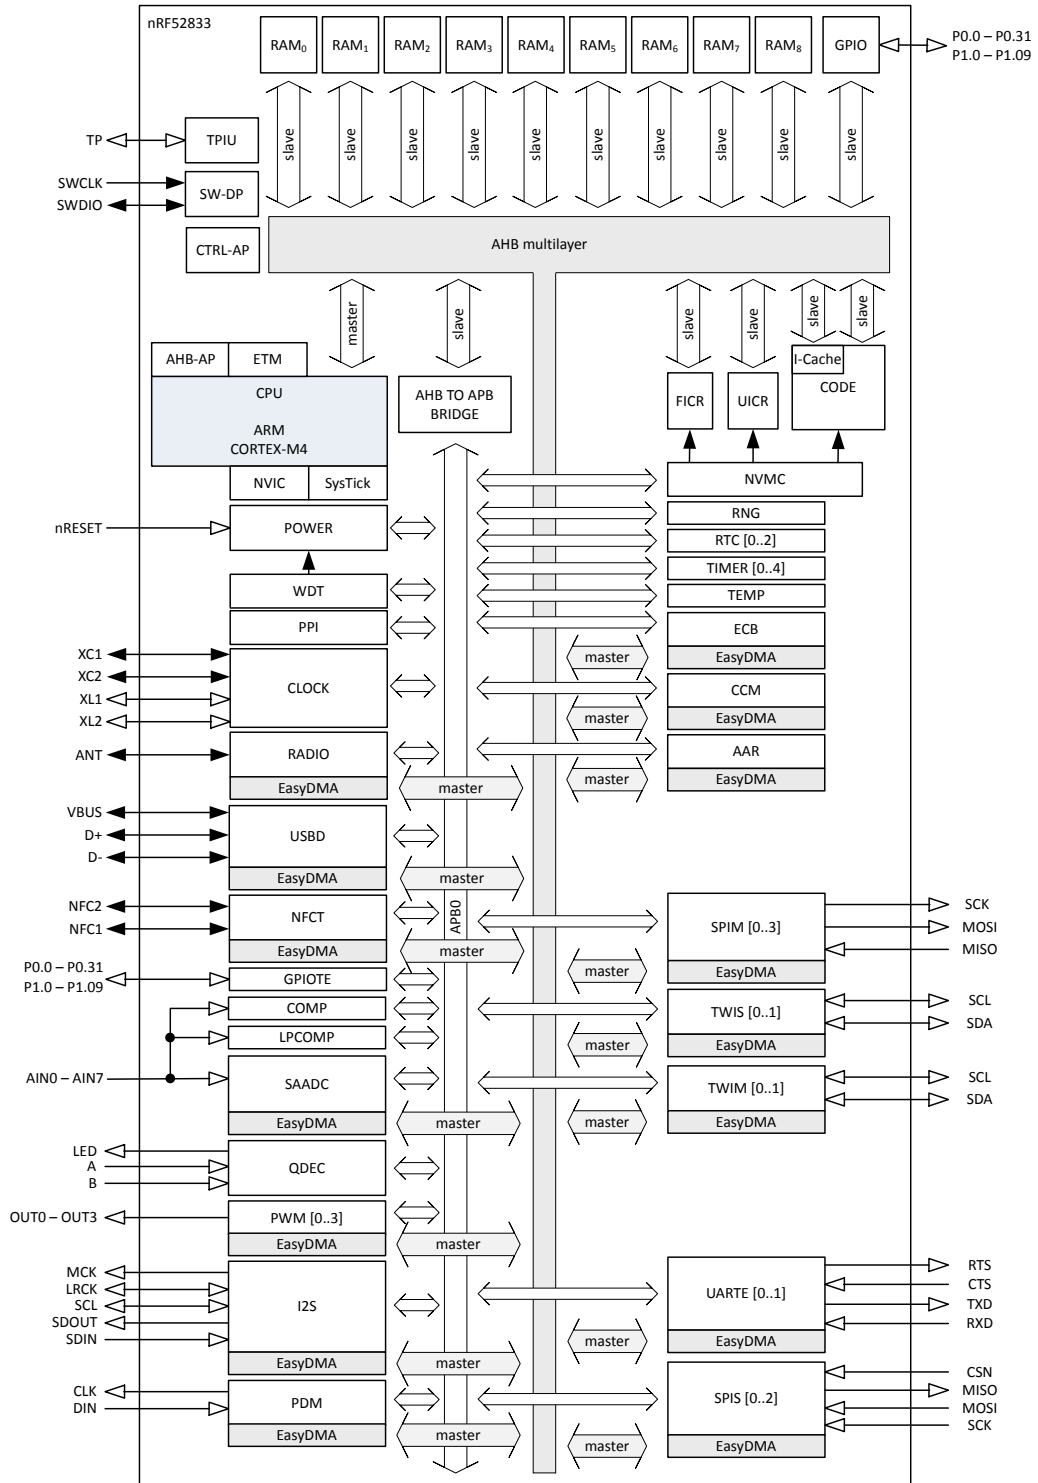 nRF52833
RAM0 RAM1 RAM2 RAM3 RAM4 RAM5 RAM6 RAM7 RAM8 GPIO
P0.0 – P0.31
P1.0 – P1.09
slave slave slave slave slave slave slave slave slave slave
TP TPIU
SWCLK
SWDIO
SW-DP
CTRL-AP
AHB multilayer
master slave slave slave slave slave
AHB-AP ETM
CPU
ARM
CORTEX-M4
NVIC SysTick
AHB TO APB
BRIDGE
FICR UICR
I-Cache
CODE
NVMC
nRESET POWER
RNG
RTC [0..2]
TIMER [0..4]
WDT
TEMP
PPI
ECB
master EasyDMA
XC1
XC2
XL1
XL2
CLOCK
CCM
master EasyDMA
ANT RADIO
EasyDMA master
AAR
master EasyDMA
VBUS
D+
D-
USBD
EasyDMA master
NFC2
NFC1
NFCT
EasyDMA master
APB0
SPIM [0..3]
master EasyDMA
SCK
MOSI
MISO
P0.0 – P0.31
P1.0 – P1.09
GPIOTE
COMP
LPCOMP
TWIS [0..1]
master EasyDMA
SCL
SDA
AIN0 – AIN7 SAADC
EasyDMA master
TWIM [0..1]
master EasyDMA
SCL
SDA
LED
A
B
QDEC
OUT0 – OUT3 PWM [0..3]
EasyDMA master
MCK
LRCK
SCL
SDOUT
SDIN
I2S
EasyDMA master
UARTE [0..1]
master EasyDMA
RTS
CTS
TXD
RXD
CLK
DIN
PDM
EasyDMA master
SPIS [0..2]
master EasyDMA
CSN
MISO
MOSI
SCK